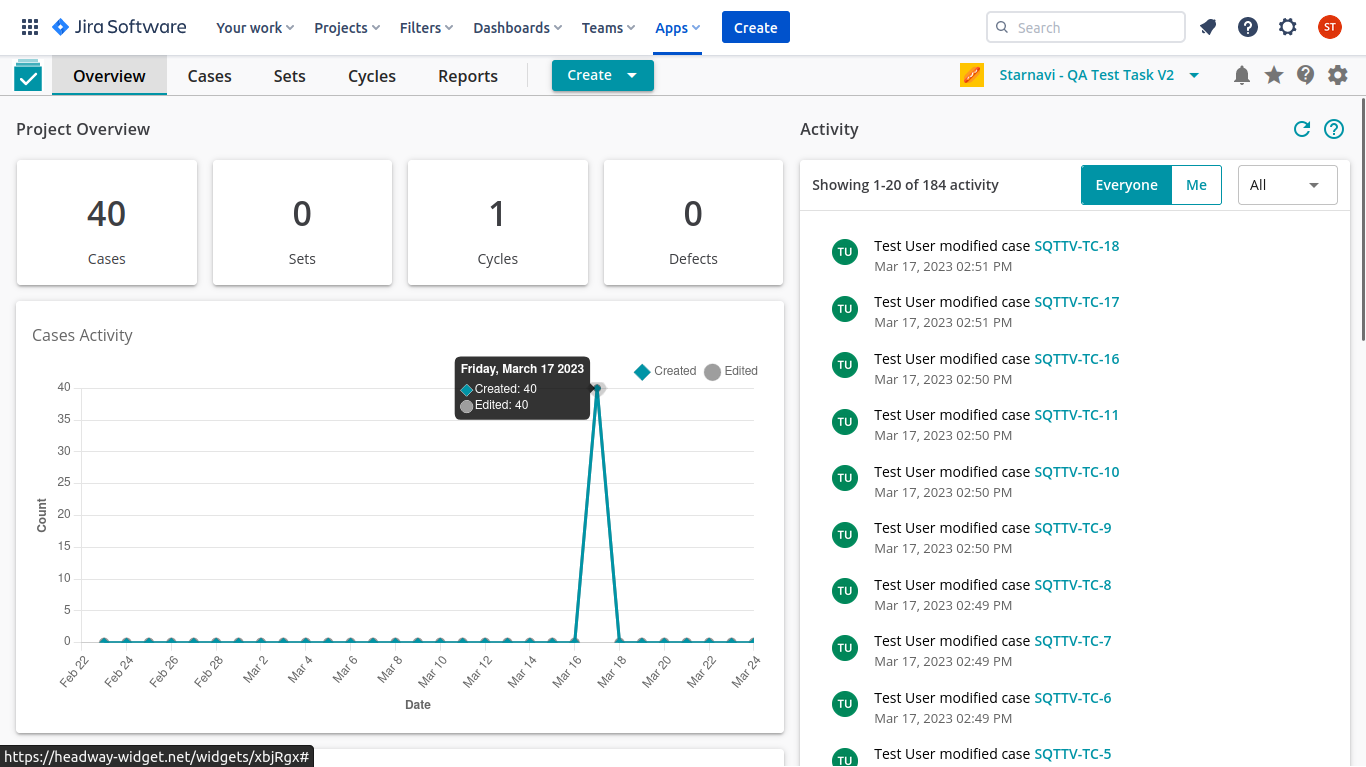 Jira Software Your work Projects Filters Dashboards Teams Apps Create Search ST
Overview Cases Sets Cycles Reports Create Starnavi - QA Test Task V2
Project Overview
40
Cases
0
Sets
1
Cycles
0
Defects
Cases Activity
Friday, March 17 2023
Created: 40
Edited: 40
Created Edited
40
35
30
25
20
15
10
5
0
Count
Feb 22 Feb 24 Feb 26 Feb 28 Mar 2 Mar 4 Mar 6 Mar 8 Mar 10 Mar 12 Mar 14 Mar 16 Mar 18 Mar 20 Mar 22 Mar 24
Date
https://headway-widget.net/widgets/xbjRgx#
Activity
Showing 1-20 of 184 activity Everyone Me All
TU Test User modified case SQTTV-TC-18
Mar 17, 2023 02:51 PM
TU Test User modified case SQTTV-TC-17
Mar 17, 2023 02:51 PM
TU Test User modified case SQTTV-TC-16
Mar 17, 2023 02:50 PM
TU Test User modified case SQTTV-TC-11
Mar 17, 2023 02:50 PM
TU Test User modified case SQTTV-TC-10
Mar 17, 2023 02:50 PM
TU Test User modified case SQTTV-TC-9
Mar 17, 2023 02:50 PM
TU Test User modified case SQTTV-TC-8
Mar 17, 2023 02:49 PM
TU Test User modified case SQTTV-TC-7
Mar 17, 2023 02:49 PM
TU Test User modified case SQTTV-TC-6
Mar 17, 2023 02:49 PM
TU Test User modified case SQTTV-TC-5